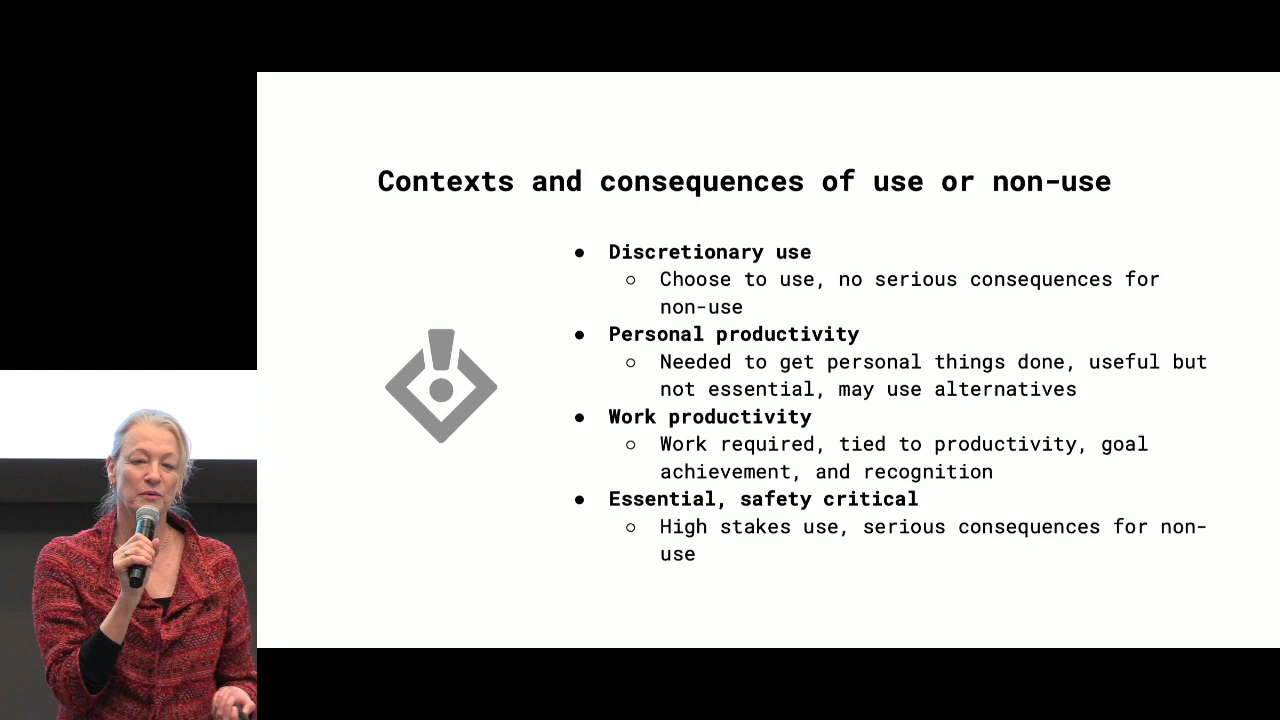 Contexts and consequences of use or non-use
● Discretionary use
○ Choose to use, no serious consequences for
non-use
● Personal productivity
○ Needed to get personal things done, useful but
not essential, may use alternatives
● Work productivity
○ Work required, tied to productivity, goal
achievement, and recognition
● Essential, safety critical
○ High stakes use, serious consequences for non-
use